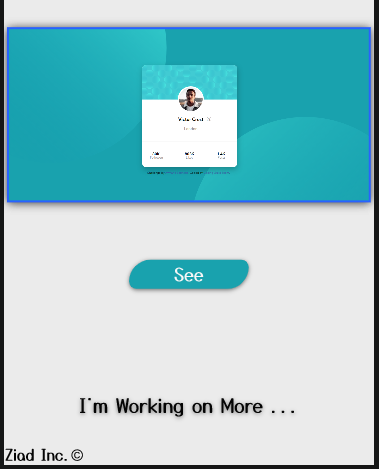 Victor Crest 26
London
80K 803K 1.4K
Followers Likes Photos
See
I'm Working on More ...
Ziad Inc.©